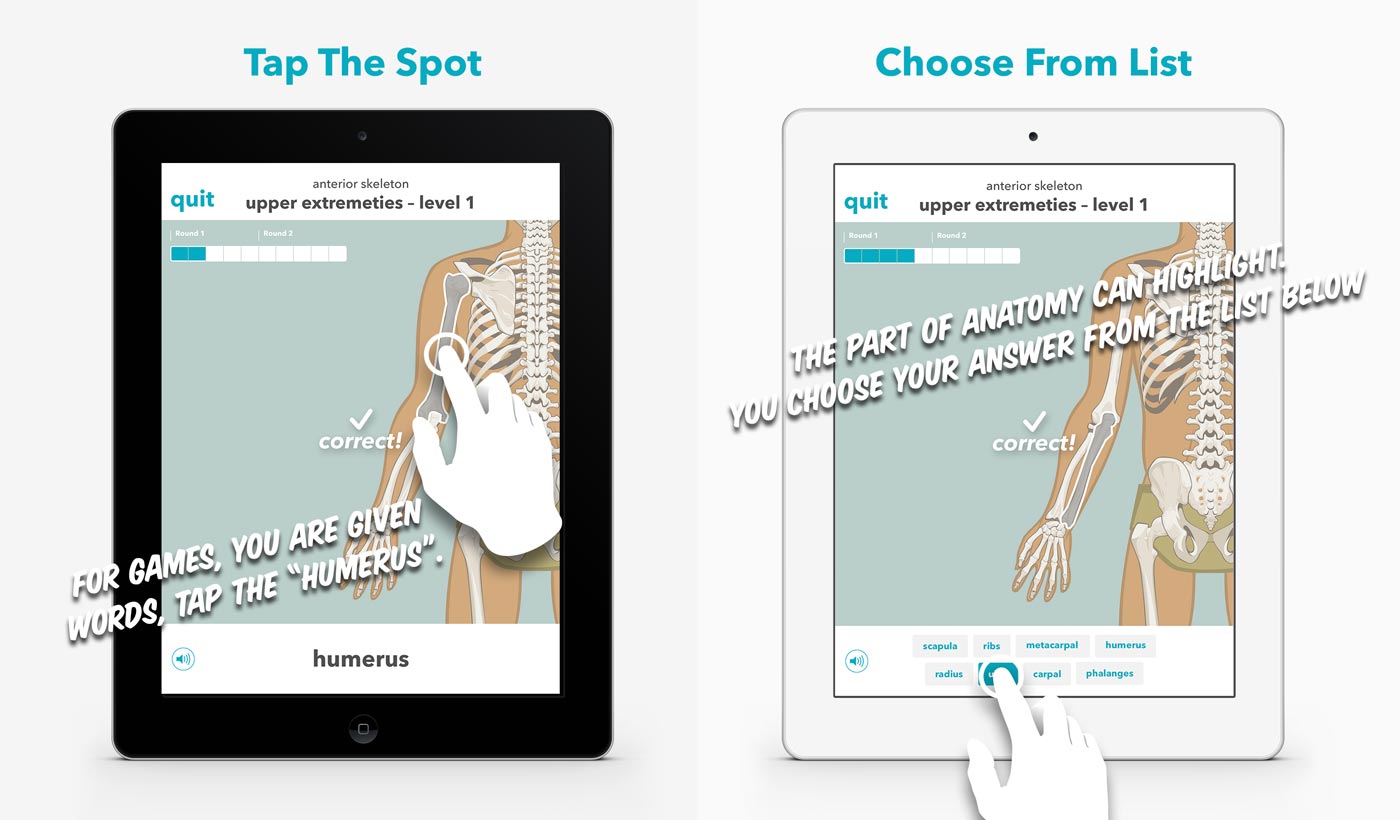 Tap The Spot
quit
anterior skeleton
upper extremeties – level 1
Round 1
Round 2
correct!
FOR GAMES, YOU ARE GIVEN
WORDS, TAP THE “HUMERUS”.
humerus
Choose From List
quit
anterior skeleton
upper extremeties – level 1
Round 1
Round 2
THE PART OF ANATOMY CAN HIGHLIGHT.
YOU CHOOSE YOUR ANSWER FROM THE LIST BELOW
correct!
scapula ribs metacarpal humerus
radius carpal phalanges